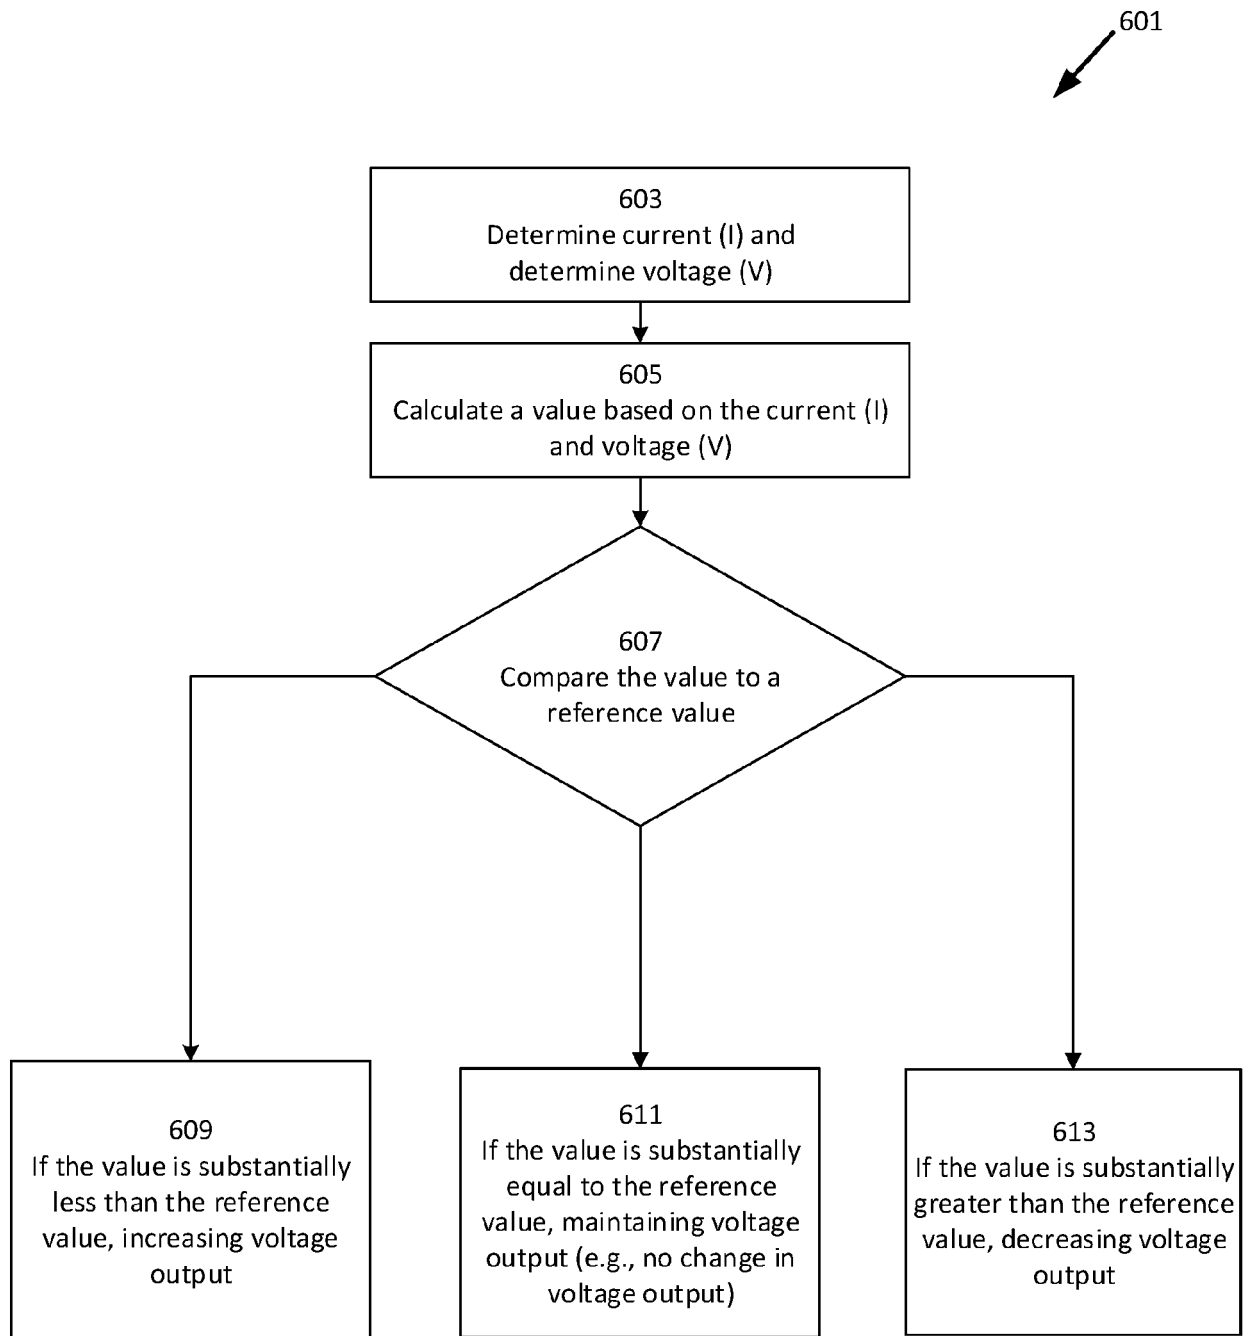 601
603
Determine current (I) and
determine voltage (V)
605
Calculate a value based on the current (I)
and voltage (V)
607
Compare the value to a
reference value
609
If the value is substantially
less than the reference
value, increasing voltage
output
611
If the value is substantially
equal to the reference
value, maintaining voltage
output (e.g., no change in
voltage output)
613
If the value is substantially
greater than the reference
value, decreasing voltage
output